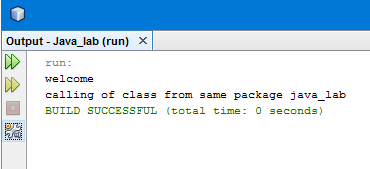 Output - Java_lab (run)
run:
welcome
calling of class from same package java_lab
BUILD SUCCESSFUL (total time: 0 seconds)